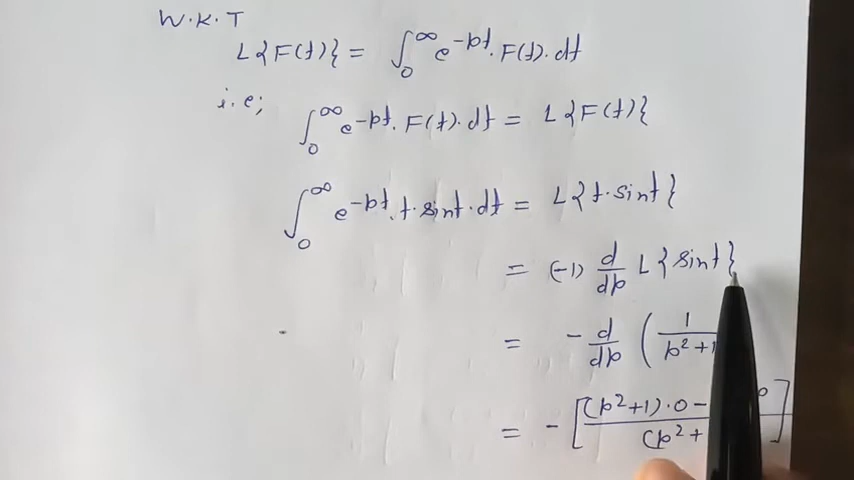 W.K.T
L{F(t)} = ∫₀^∞ e^-pt. F(t). dt
i.e; ∫₀^∞ e^-pt. F(t). dt = L{F(t)}
∫₀^∞ e^-pt. t. sint. dt = L{t. sint}
= (-1) d/dp L{sint}
= - d/dp (1/p²+1
= - [(p²+1).0 - p / (p²+ ]